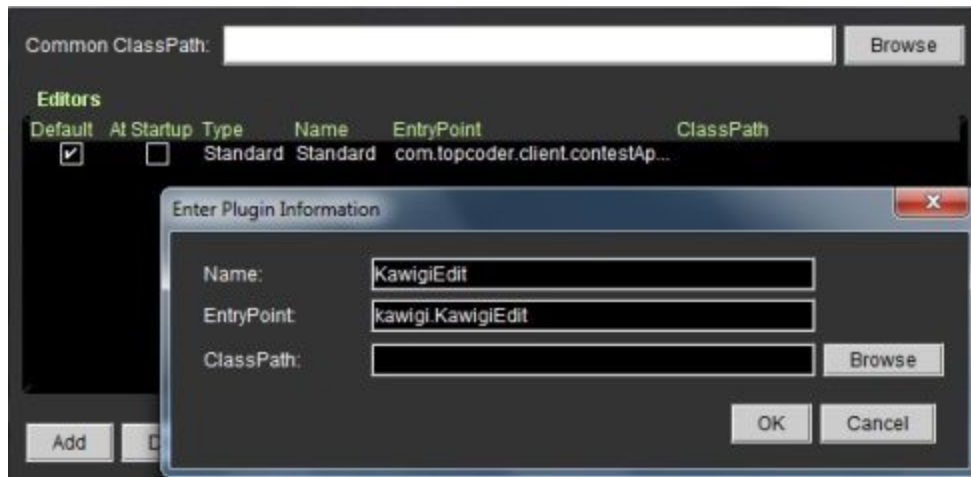 Common ClassPath: Browse
Editors
Default At Startup Type Name EntryPoint ClassPath
Standard Standard com.topcoder.client.contestAp...
Enter Plugin Information
Name: KawigiEdit
EntryPoint: kawigi.KawigiEdit
ClassPath: Browse
OK Cancel
Add D